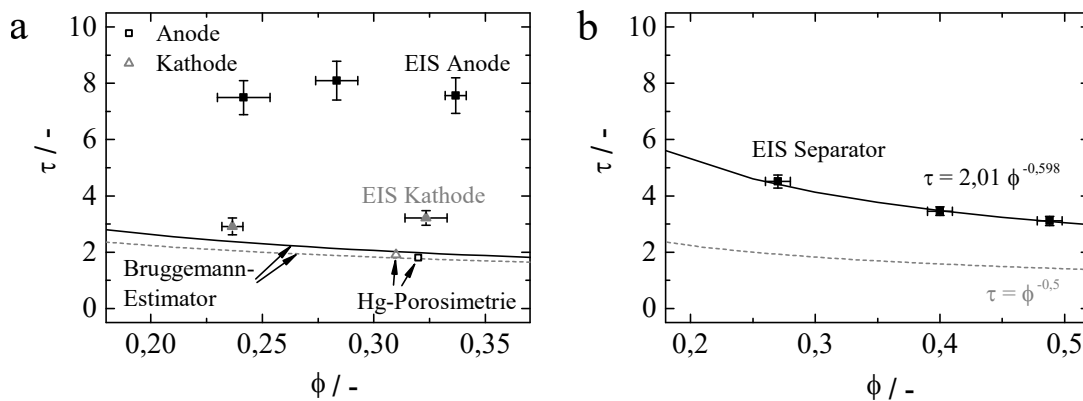 a
τ / -
10
8
6
4
2
0
Anode
Kathode
EIS Anode
EIS Kathode
Bruggemann-
Estimator
Hg-Porosimetrie
0,20 0,25 0,30 0,35
ϕ / -
b
τ / -
10
8
6
4
2
0
EIS Separator
τ = 2,01 ϕ^-0,598
τ = ϕ^-0,5
0,2 0,3 0,4 0,5
ϕ / -